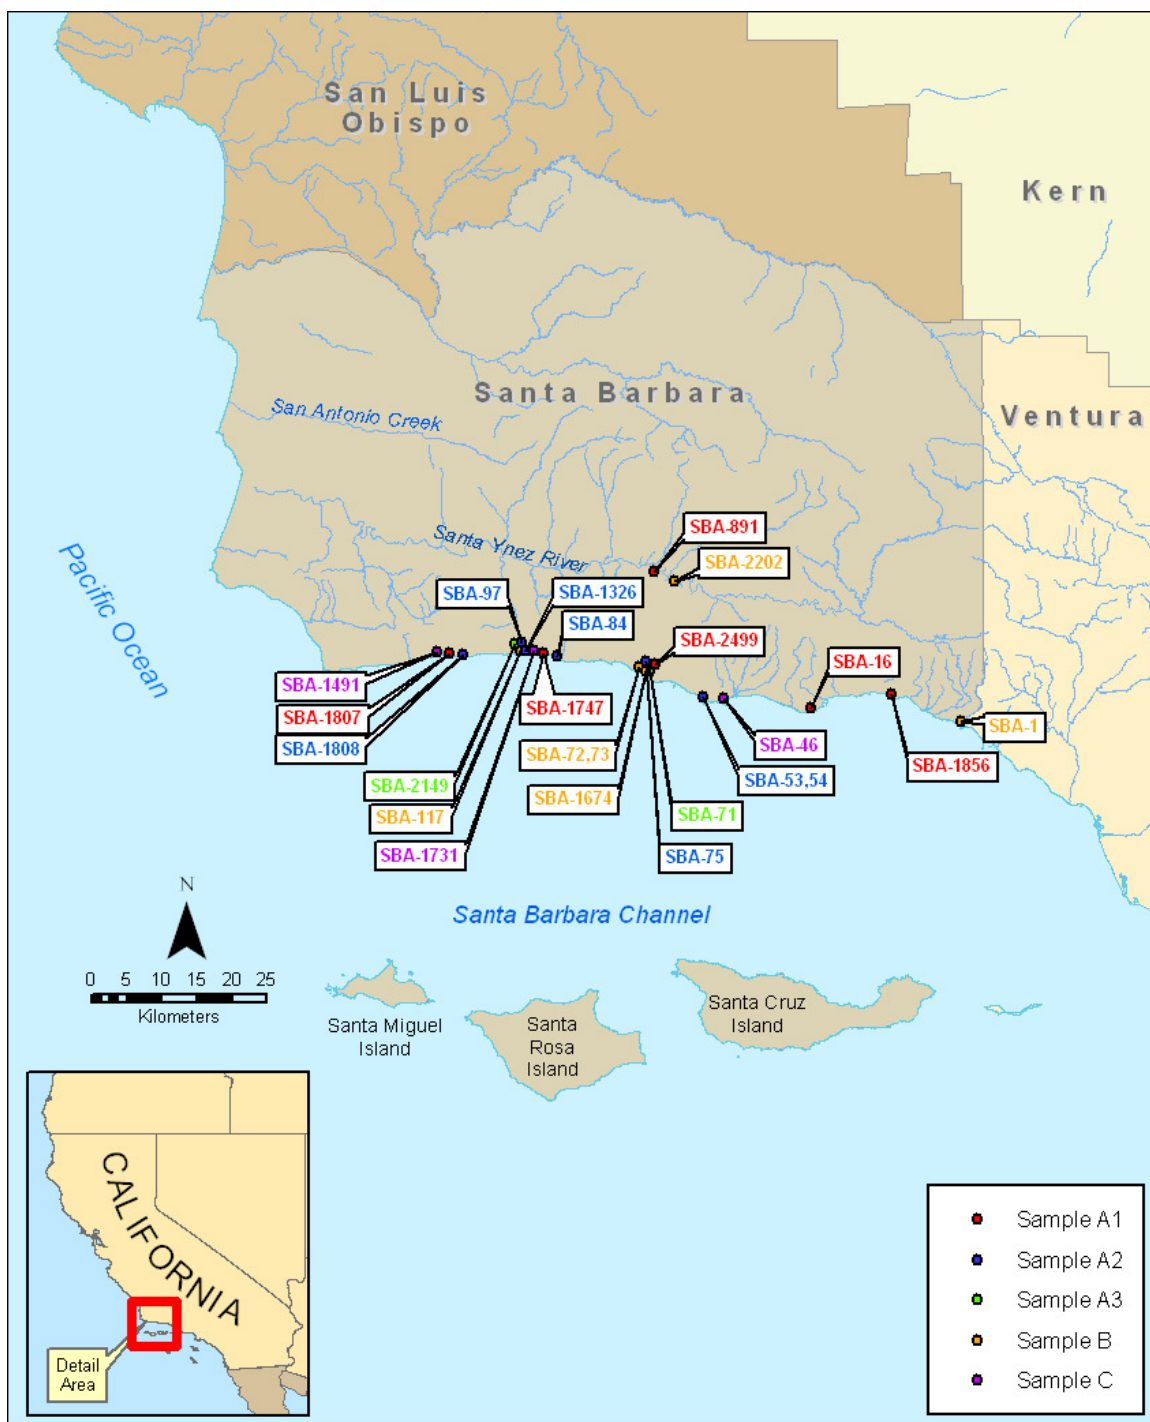 San Luis
Obispo
Kern
Santa Barbara
San Antonio Creek
Ventura
Pacific Ocean
Santa Ynez River
SBA-891
SBA-2202
SBA-97
SBA-1326
SBA-84
SBA-2499
SBA-16
SBA-1491
SBA-1807
SBA-1808
SBA-1747
SBA-72,73
SBA-46
SBA-1
SBA-1856
SBA-2149
SBA-117
SBA-1731
SBA-1674
SBA-53,54
SBA-71
SBA-75
N
Santa Barbara Channel
0 5 10 15 20 25
Kilometers
Santa Miguel
Island
Santa
Rosa
Island
Santa Cruz
Island
CALIFORNIA
Detail
Area
Sample A1
Sample A2
Sample A3
Sample B
Sample C